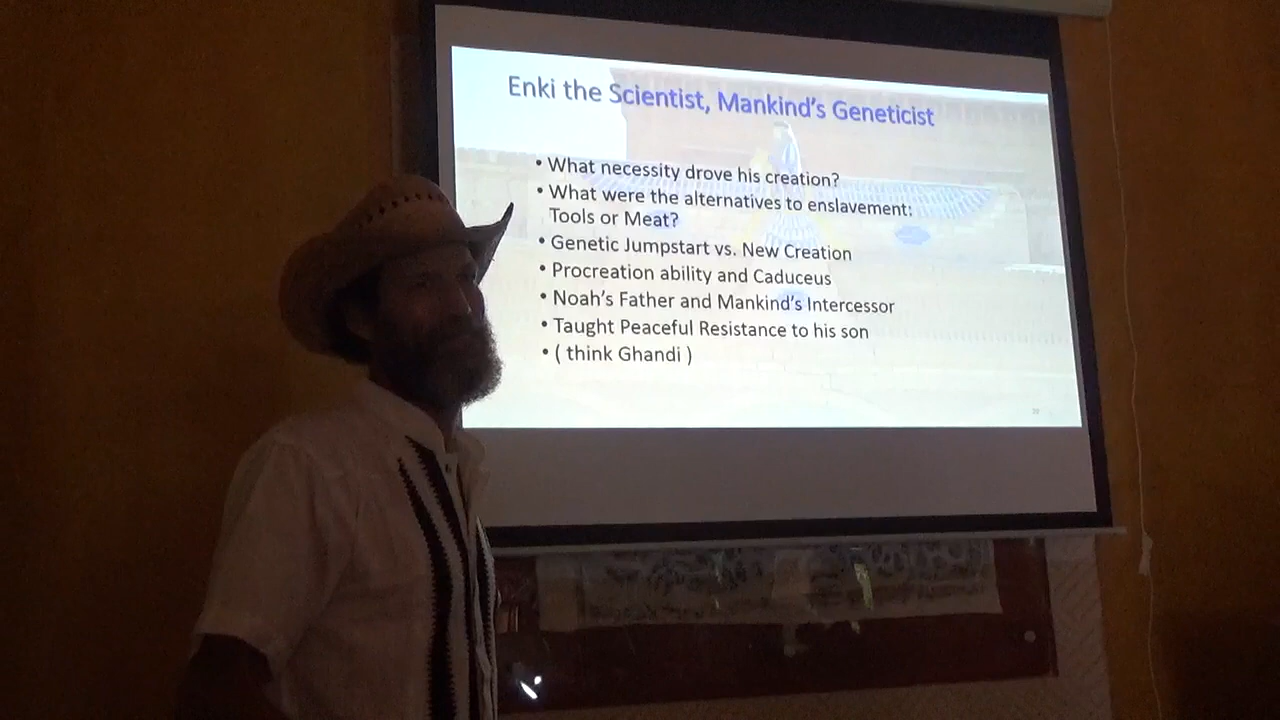 Enki the Scientist, Mankind's Geneticist
• What necessity drove his creation?
• What were the alternatives to enslavement:
Tools or Meat?
• Genetic Jumpstart vs. New Creation
• Procreation ability and Caduceus
• Noah's Father and Mankind's Intercessor
• Taught Peaceful Resistance to his son
• ( think Ghandi )